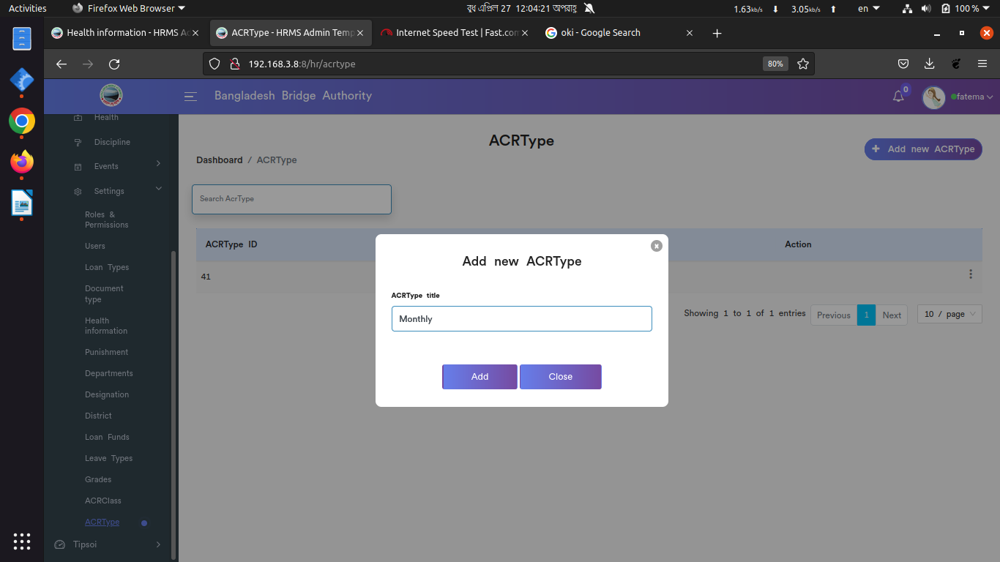 Activities
Firefox Web Browser
বুধ এপ্রিল 27 12:04:21 অপরাহ্ণ
1.63kb/s
3.05kb/s
en
100 %
Health information - HRMS Ac
ACRType - HRMS Admin Temp
Internet Speed Test | Fast.com
oki - Google Search
192.168.3.8:8/hr/acrtype
80%
Bangladesh Bridge Authority
0
fatema
Health
Discipline
Events
Settings
Roles &
Permissions
Users
Loan Types
Document
type
Health
information
Punishment
Departments
Designation
District
Loan Funds
Leave Types
Grades
ACRClass
ACRType
Tipsoi
ACRType
Add new ACRType
Dashboard / ACRType
Search AcrType
ACRType ID
Action
41
Showing 1 to 1 of 1 entries
Previous
1
Next
10 / page
Add new ACRType
ACRType title
Monthly
Add
Close